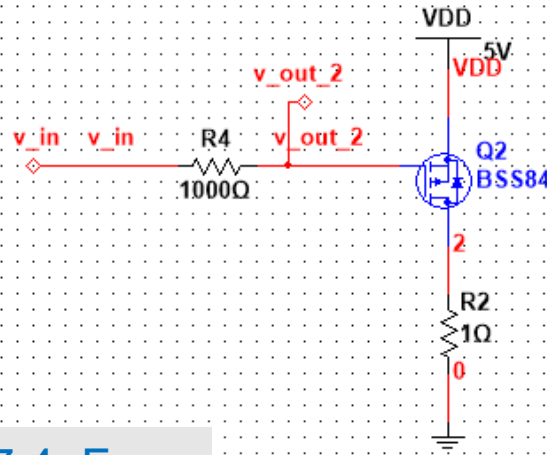 VDD
5V
VDD
v_out_2
v_in v_in R4 v_out_2
1000Ω
Q2
BSS84
2
R2
1Ω
0